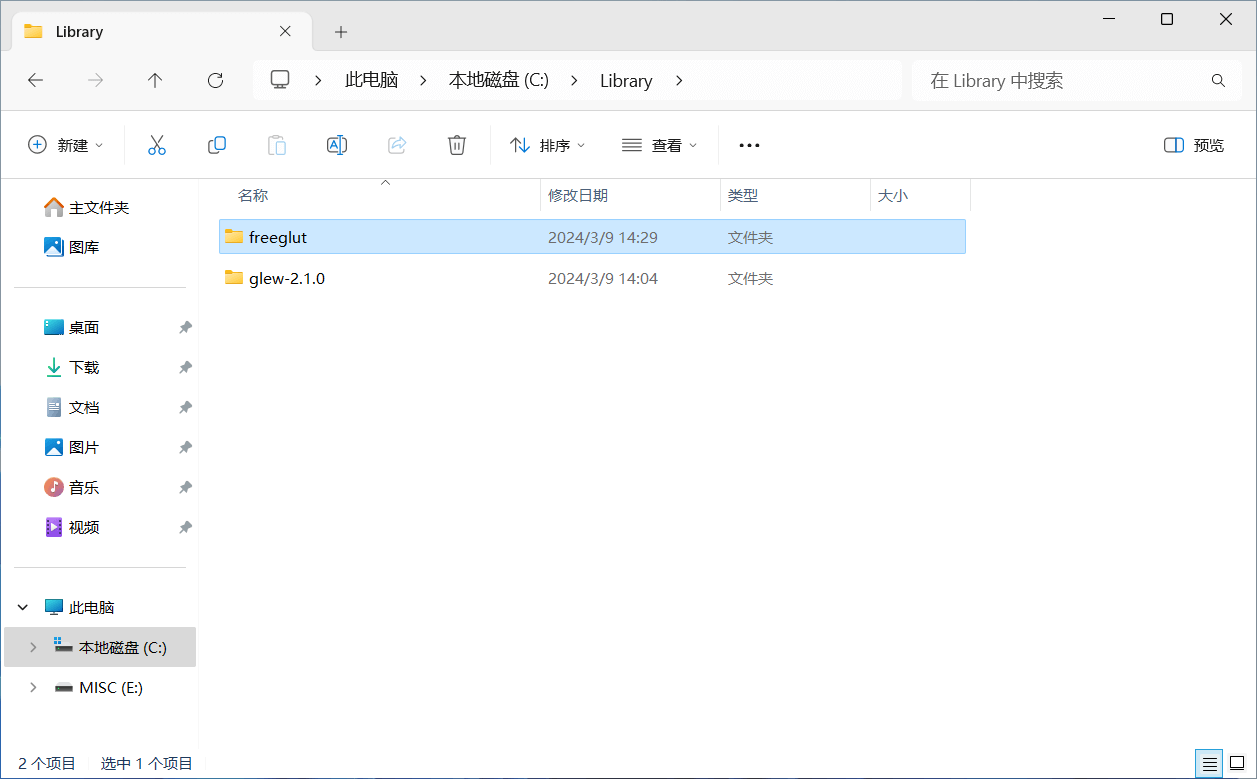 Library
此电脑 本地磁盘 (C:) Library
在 Library 中搜索
新建 排序 查看 预览
名称 修改日期 类型 大小
freeglut 2024/3/9 14:29 文件夹
glew-2.1.0 2024/3/9 14:04 文件夹
主文件夹
图库
桌面
下载
文档
图片
音乐
视频
此电脑
本地磁盘 (C:)
MISC (E:)
2 个项目 选中 1 个项目